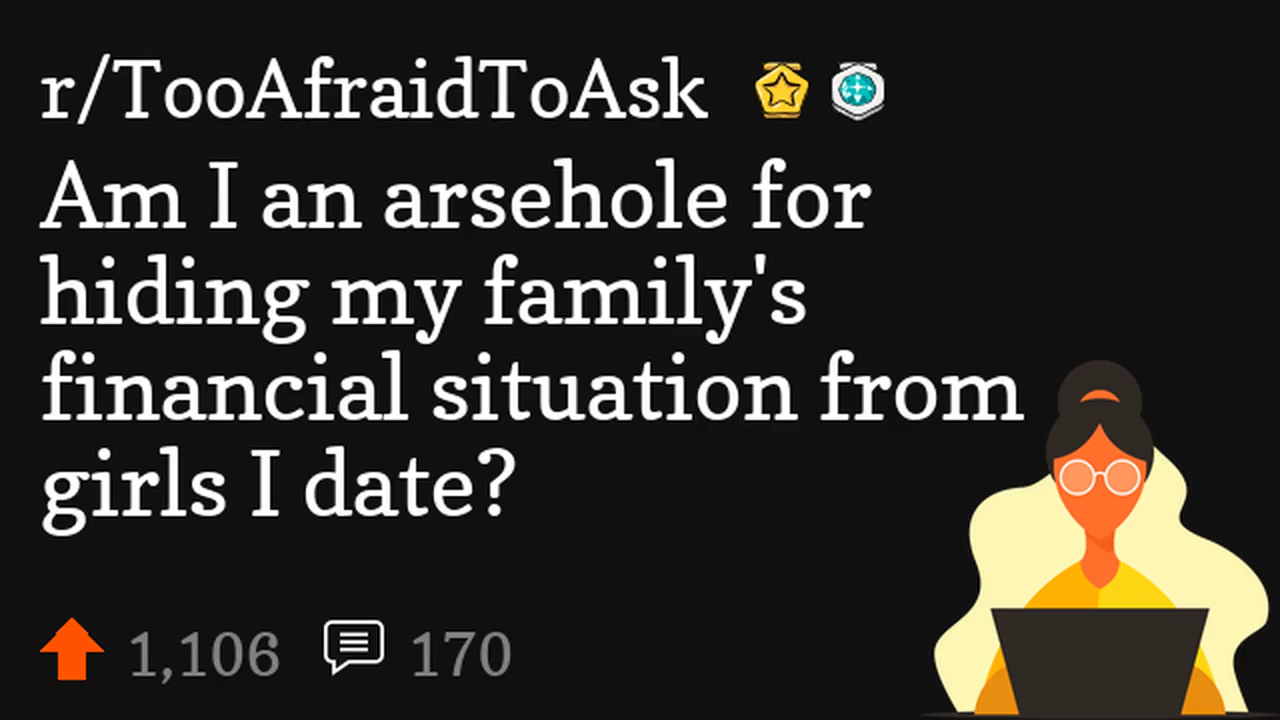 r/TooAfraidToAsk
Am I an arsehole for
hiding my family's
financial situation from
girls I date?
1,106 170